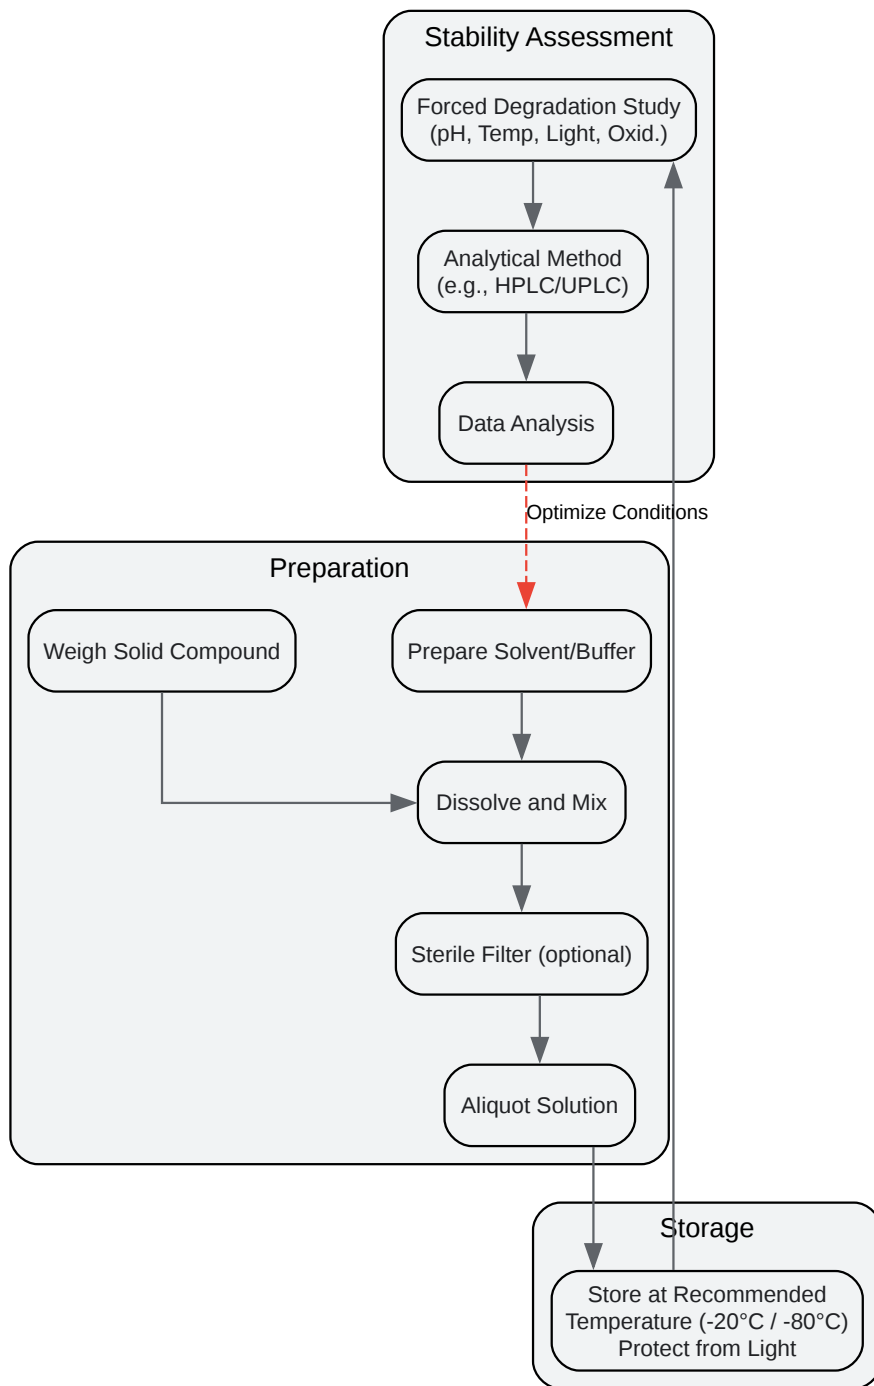 Stability Assessment
Forced Degradation Study
(pH, Temp, Light, Oxid.)
Analytical Method
(e.g., HPLC/UPLC)
Data Analysis
Optimize Conditions
Preparation
Weigh Solid Compound
Prepare Solvent/Buffer
Dissolve and Mix
Sterile Filter (optional)
Aliquot Solution
Storage
Store at Recommended
Temperature (-20°C / -80°C)
Protect from Light